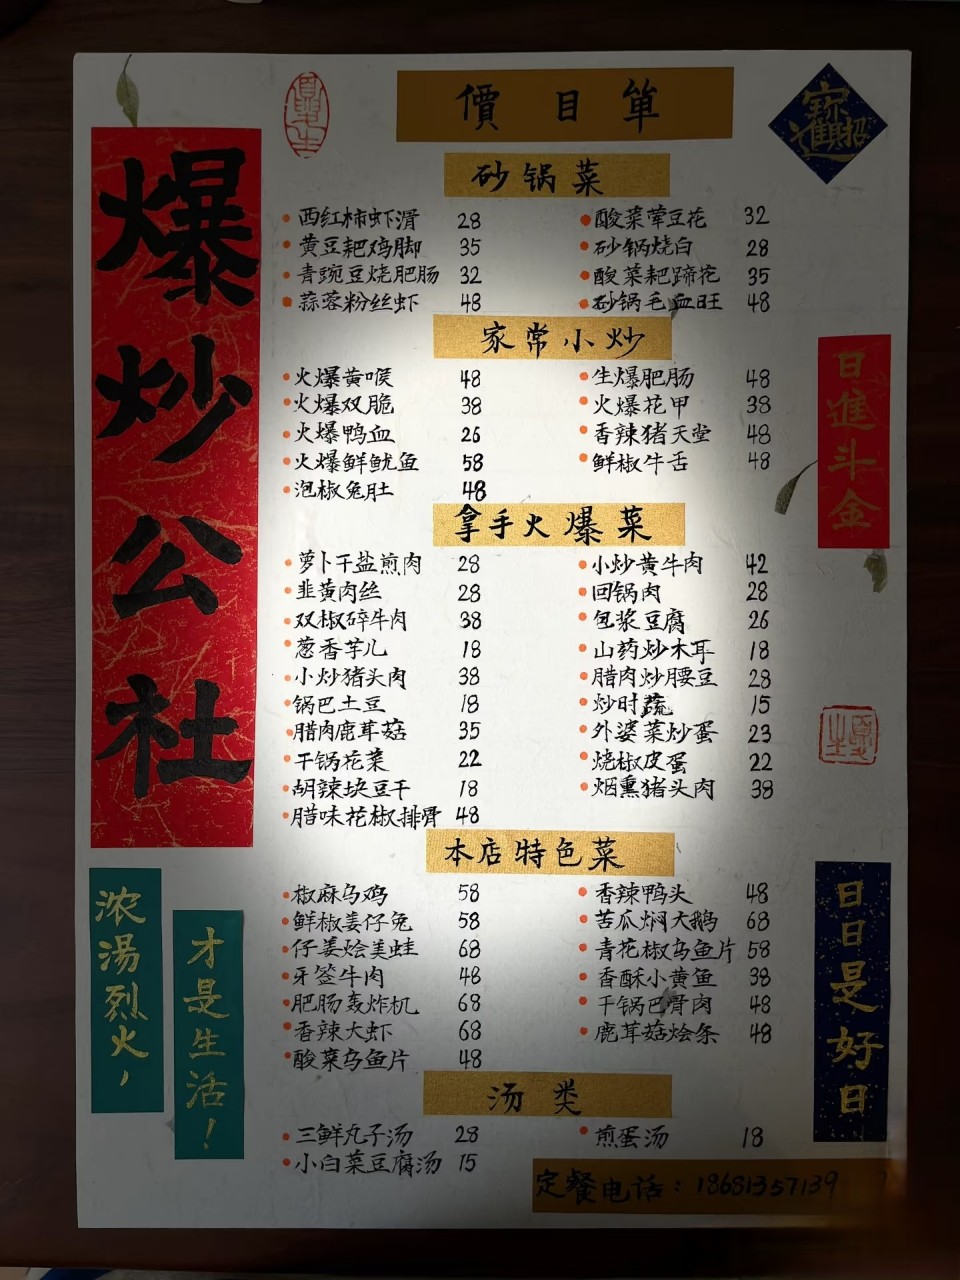 價目單
招財進宝
爆炒公社
砂锅菜
西红柿虾滑 28
酸菜荤豆花 32
黄豆耙鸡脚 35
砂锅烧白 28
青豌豆烧肥肠 32
酸菜耙蹄花 35
蒜蓉粉丝虾 48
砂锅毛血旺 48
家常小炒
火爆黄喉 48
生爆肥肠 48
火爆双脆 38
火爆花甲 38
火爆鸭血 26
香辣猪天堂 48
火爆鲜鱿鱼 58
鲜椒牛舌 48
泡椒兔肚 48
拿手火爆菜
萝卜干盐煎肉 28
小炒黄牛肉 42
韭黄肉丝 28
回锅肉 28
双椒碎牛肉 38
包浆豆腐 26
葱香芋儿 18
山药炒木耳 18
小炒猪头肉 38
腊肉炒腰豆 28
锅巴土豆 18
炒时蔬 15
腊肉鹿茸菇 35
外婆菜炒蛋 23
干锅花菜 22
烧椒皮蛋 22
胡辣块豆干 18
烟熏猪头肉 38
腊味花椒排骨 48
本店特色菜
椒麻乌鸡 58
香辣鸭头 48
鲜椒姜仔兔 58
苦瓜焖大鹅 68
仔姜烩美蛙 68
青花椒乌鱼片 58
牙签牛肉 48
香酥小黄鱼 38
肥肠轰炸机 68
干锅巴骨肉 48
香辣大虾 68
鹿茸菇烩条 48
酸菜乌鱼片 48
汤类
三鲜丸子汤 28
煎蛋汤 18
小白菜豆腐汤 15
定餐电话：18681357139
浓汤烈火，
才是生活！
日進斗金
日日是好日